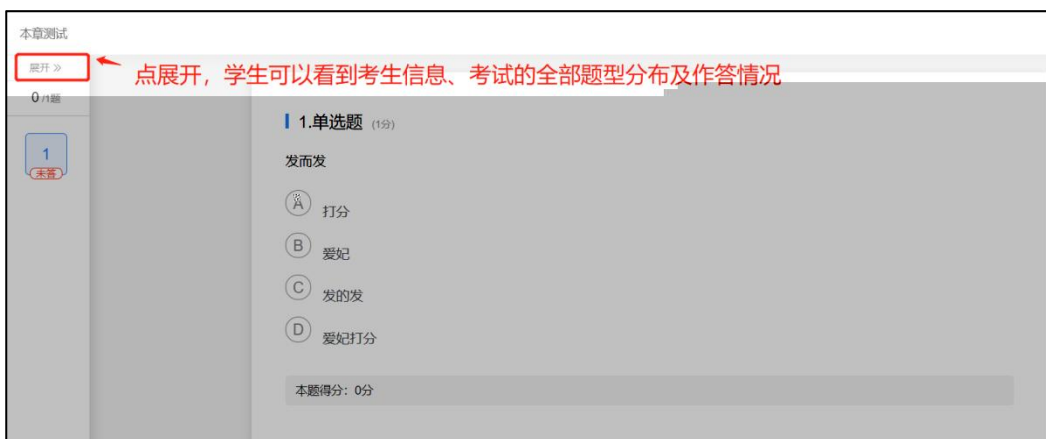 本章测试
展开 »
点展开，学生可以看到考生信息、考试的全部题型分布及作答情况
0 /1题
1
未答
1.单选题 (1分)
发而发
A 打分
B 爱妃
C 发的发
D 爱妃打分
本题得分：0分